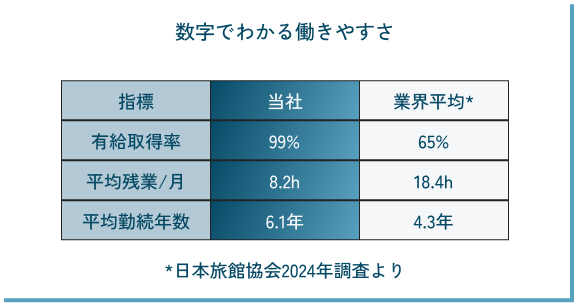 数字でわかる働きやすさ
指標 当社 業界平均*
有給取得率 99% 65%
平均残業/月 8.2h 18.4h
平均勤続年数 6.1年 4.3年
*日本旅館協会2024年調査より